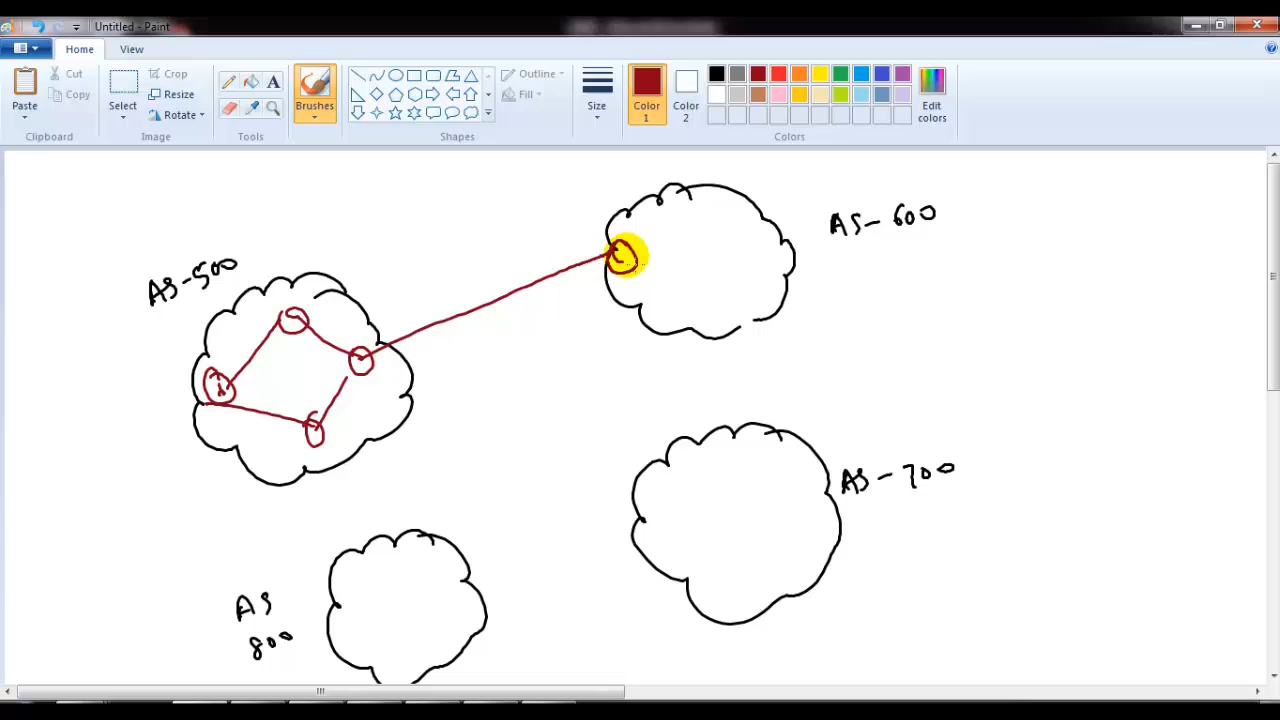 Untitled - Paint
Home
View
Paste
Cut
Copy
Clipboard
Select
Crop
Resize
Rotate
Image
A
Tools
Brushes
Outline
Fill
Shapes
Size
Color 1
Color 2
Edit colors
Colors
AS-600
AS-500
AS-700
AS
800